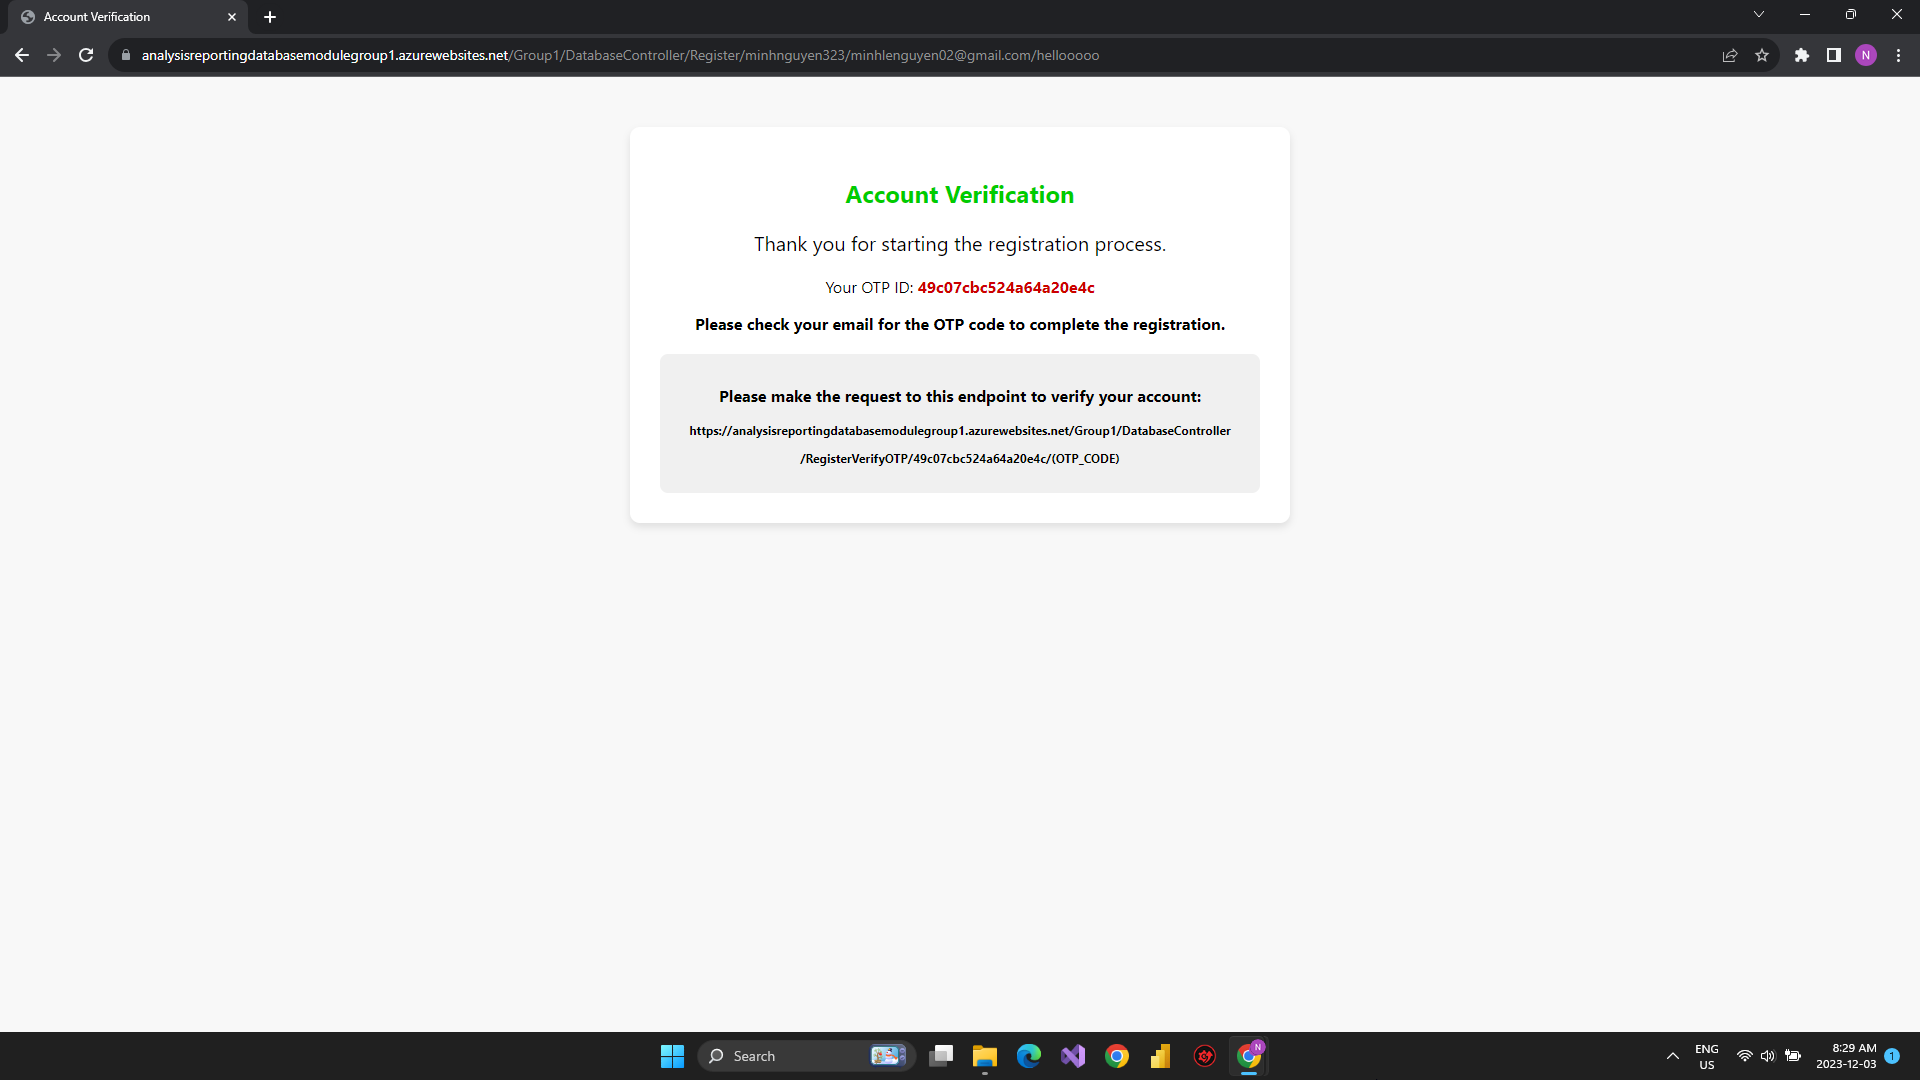 Account Verification
analysisreportingdatabasemodulegroup1.azurewebsites.net/Group1/DatabaseController/Register/minhnguyen323/minhlenguyen02@gmail.com/hellooooo
N
Account Verification
Thank you for starting the registration process.
Your OTP ID: 49c07cbc524a64a20e4c
Please check your email for the OTP code to complete the registration.
Please make the request to this endpoint to verify your account:
https://analysisreportingdatabasemodulegroup1.azurewebsites.net/Group1/DatabaseController
/RegisterVerifyOTP/49c07cbc524a64a20e4c/(OTP_CODE)
Search
N
ENG
US
8:29 AM
2023-12-03
1